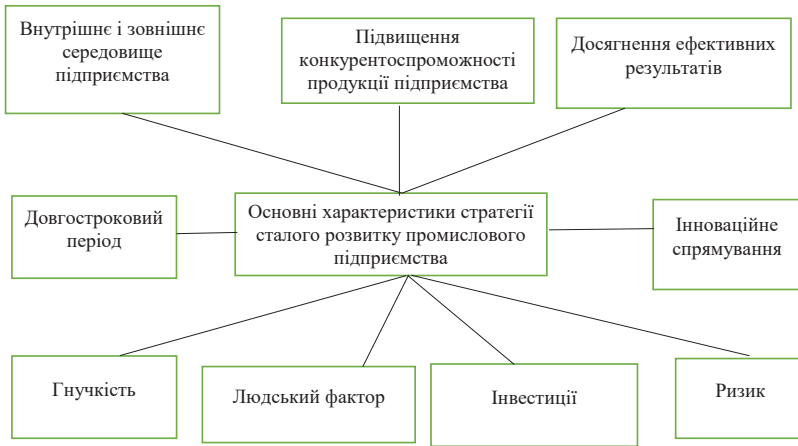 Внутрішнє і зовнішнє
середовище
підприємства
Підвищення
конкурентоспроможності
продукції підприємства
Досягнення ефективних
результатів
Довгостроковий
період
Основні характеристики стратегії
сталого розвитку промислового
підприємства
Інноваційне
спрямування
Гнучкість
Людський фактор
Інвестиції
Ризик